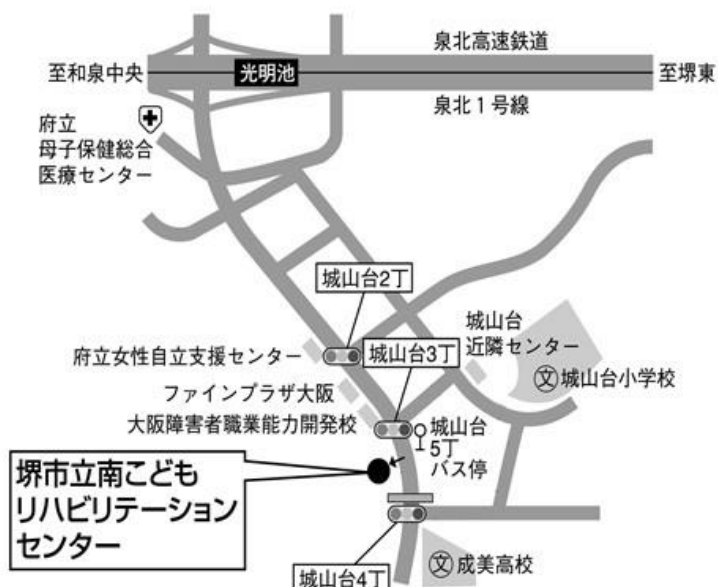 泉北高速鉄道
至和泉中央
光明池
至堺東
泉北1号線
府立
母子保健総合
医療センター
城山台2丁
城山台
近隣センター
府立女性自立支援センター
城山台3丁
文城山台小学校
ファインプラザ大阪
大阪障害者職業能力開発校
城山台
5丁
バス停
堺市立南こども
リハビリテーション
センター
城山台4丁
文成美高校